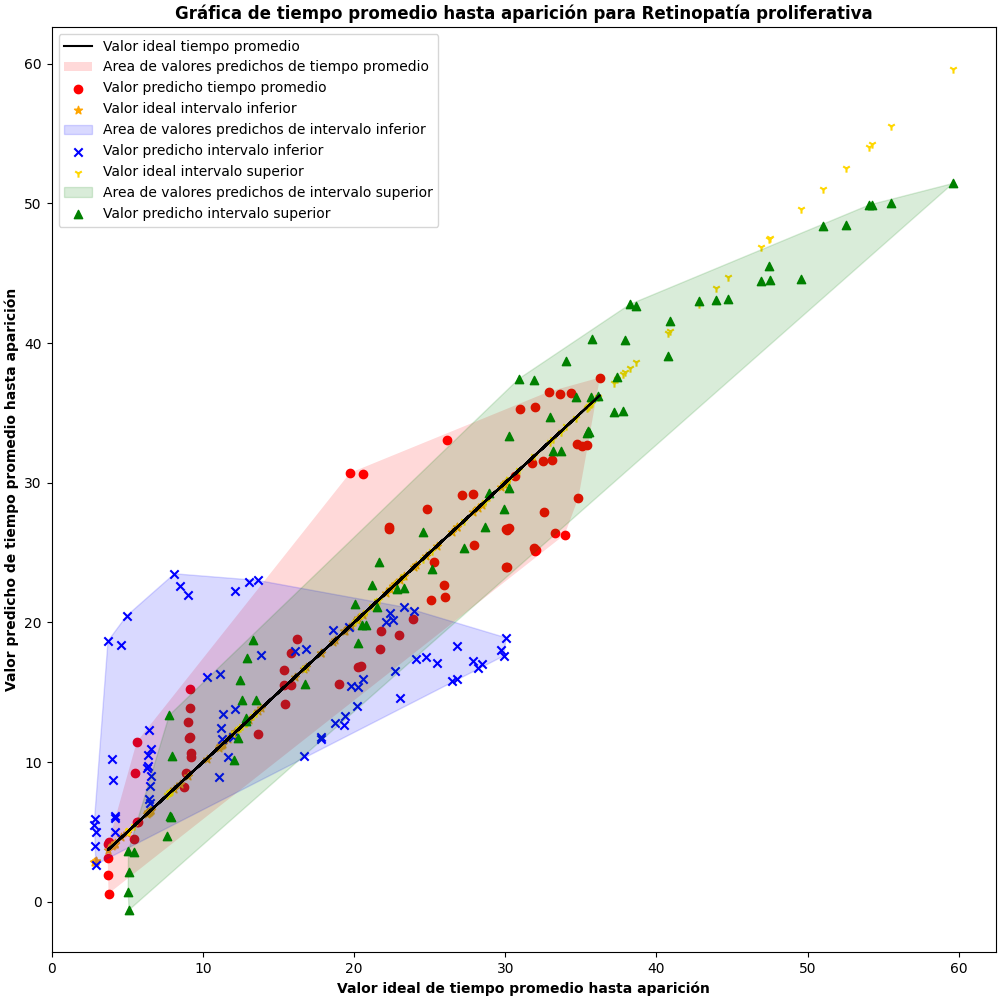 Gráfica de tiempo promedio hasta aparición para Retinopatía proliferativa
Valor ideal tiempo promedio
Area de valores predichos de tiempo promedio
Valor predicho tiempo promedio
Valor ideal intervalo inferior
Area de valores predichos de intervalo inferior
Valor predicho intervalo inferior
Valor ideal intervalo superior
Area de valores predichos de intervalo superior
Valor predicho intervalo superior
Valor predicho de tiempo promedio hasta aparición
60
50
40
30
20
10
0
0 10 20 30 40 50 60
Valor ideal de tiempo promedio hasta aparición